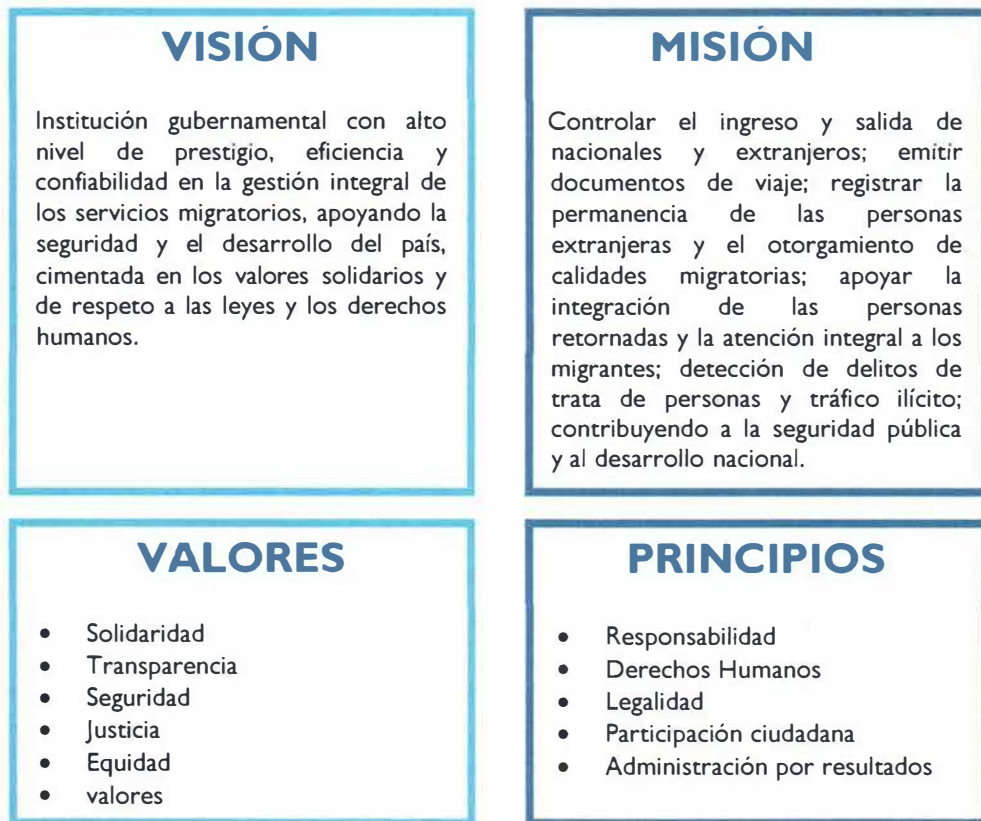 VISIÓN
Institución gubernamental con alto
nivel de prestigio, eficiencia y
confiabilidad en la gestión integral de
los servicios migratorios, apoyando la
seguridad y el desarrollo del país,
cimentada en los valores solidarios y
de respeto a las leyes y los derechos
humanos.
MISIÓN
Controlar el ingreso y salida de
nacionales y extranjeros; emitir
documentos de viaje; registrar la
permanencia de las personas
extranjeras y el otorgamiento de
calidades migratorias; apoyar la
integración de las personas
retornadas y la atención integral a los
migrantes; detección de delitos de
trata de personas y tráfico ilícito;
contribuyendo a la seguridad pública
y al desarrollo nacional.
VALORES
• Solidaridad
• Transparencia
• Seguridad
• Justicia
• Equidad
• valores
PRINCIPIOS
• Responsabilidad
• Derechos Humanos
• Legalidad
• Participación ciudadana
• Administración por resultados